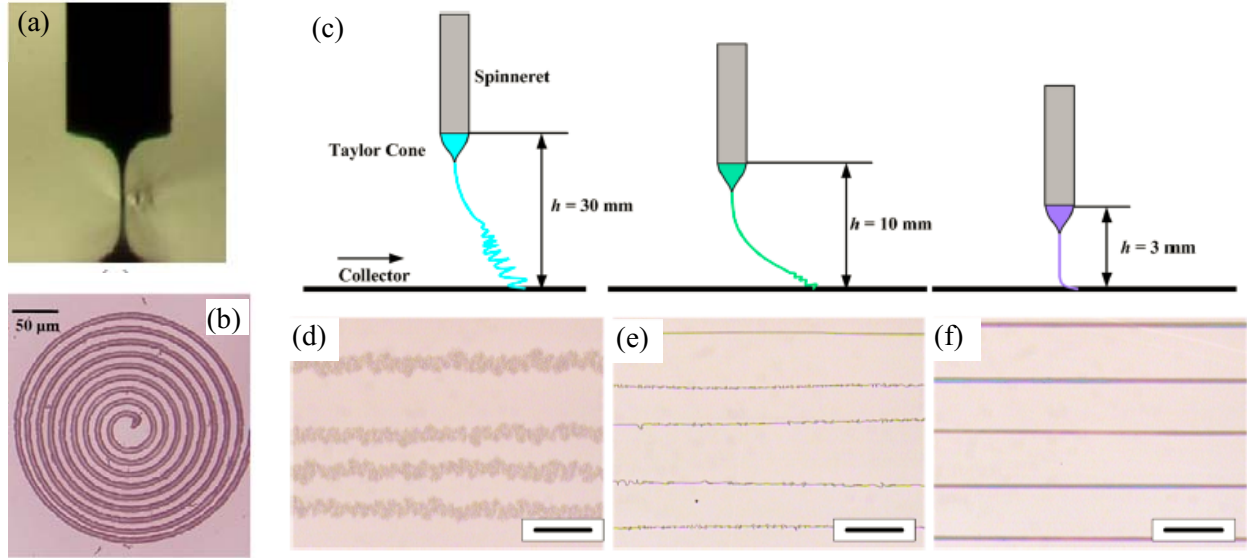 (a)
(b)
50 μm
(c)
Spinneret
Taylor Cone
h = 30 mm
Collector
h = 10 mm
h = 3 mm
(d)
(e)
(f)